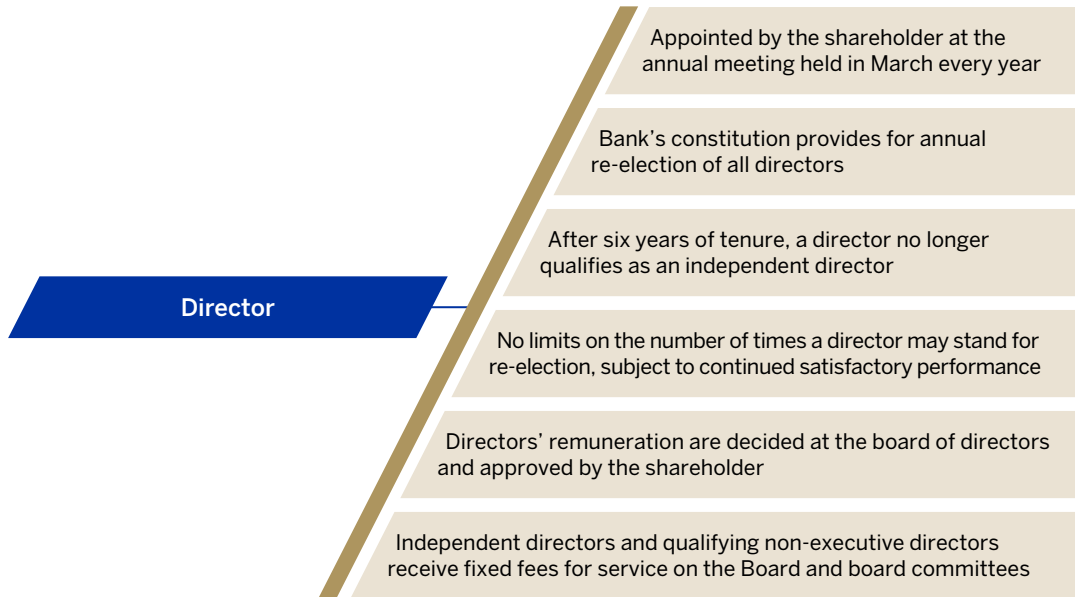 Appointed by the shareholder at the
annual meeting held in March every year
Bank’s constitution provides for annual
re-election of all directors
After six years of tenure, a director no longer
qualifies as an independent director
Director
No limits on the number of times a director may stand for
re-election, subject to continued satisfactory performance
Directors’ remuneration are decided at the board of directors
and approved by the shareholder
Independent directors and qualifying non-executive directors
receive fixed fees for service on the Board and board committees